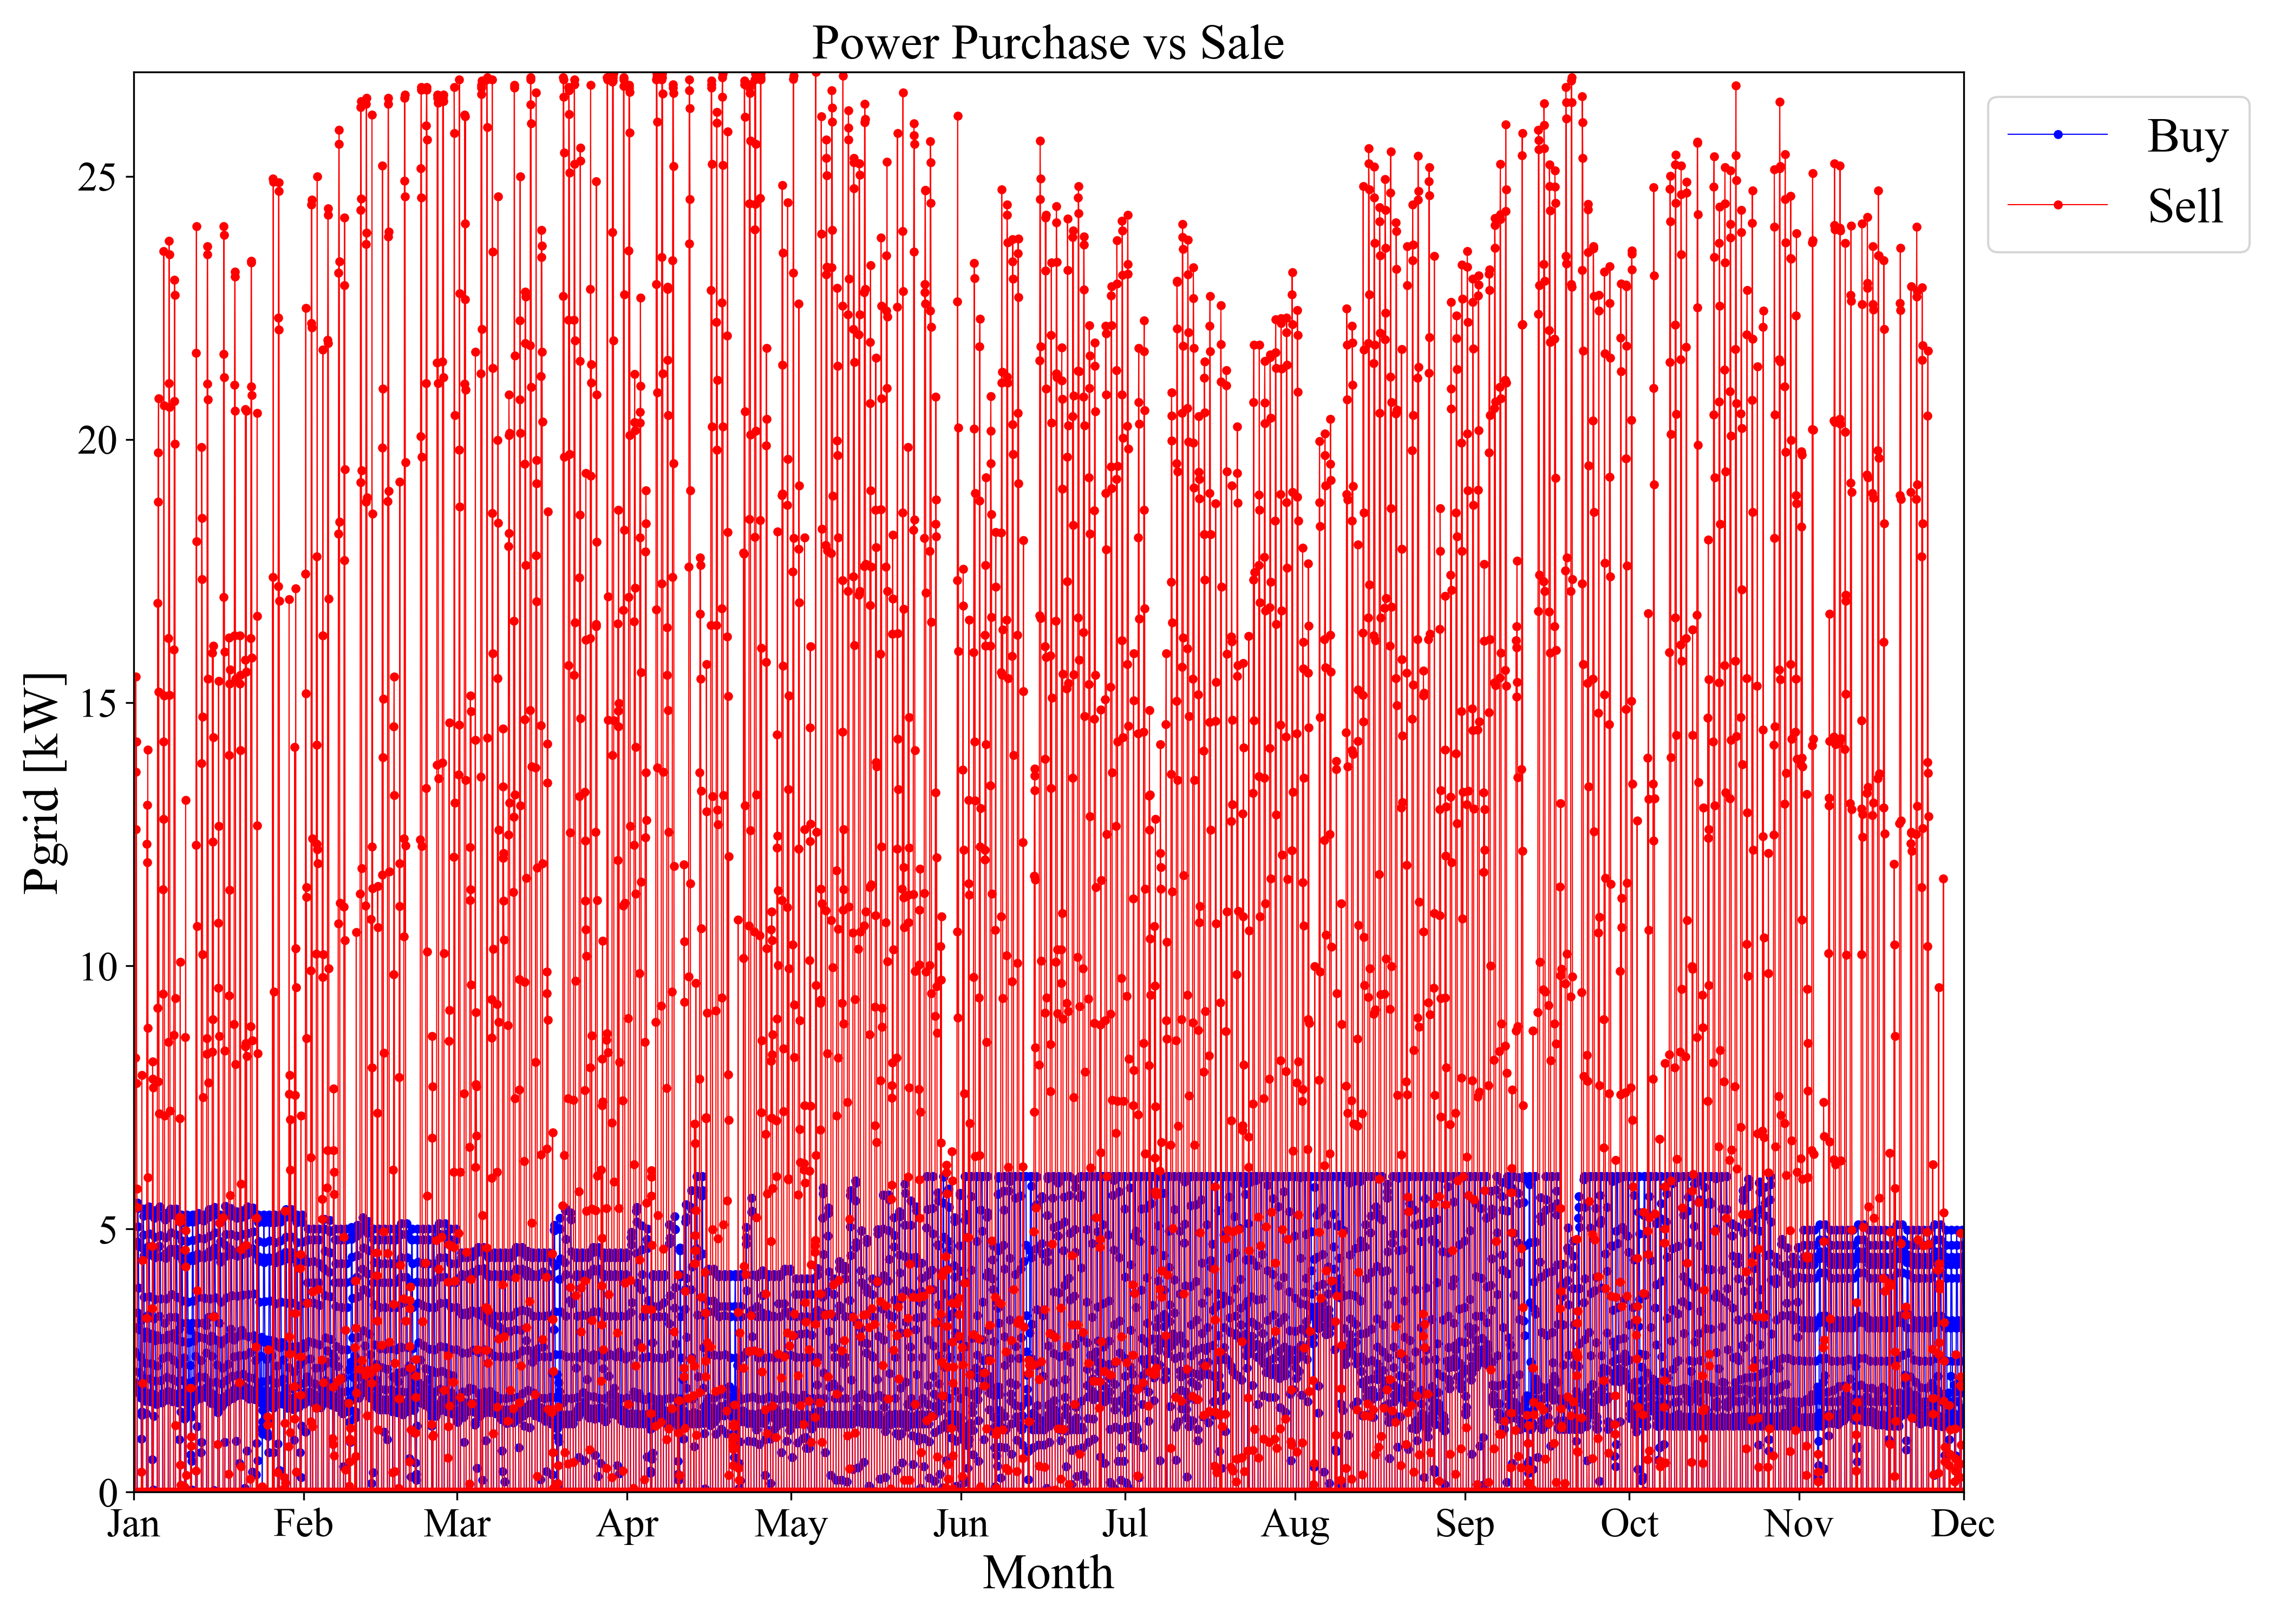 Power Purchase vs Sale
Buy
Sell
Pgrid [kW]
25
20
15
10
5
0
Jan Feb Mar Apr May Jun Jul Aug Sep Oct Nov Dec
Month